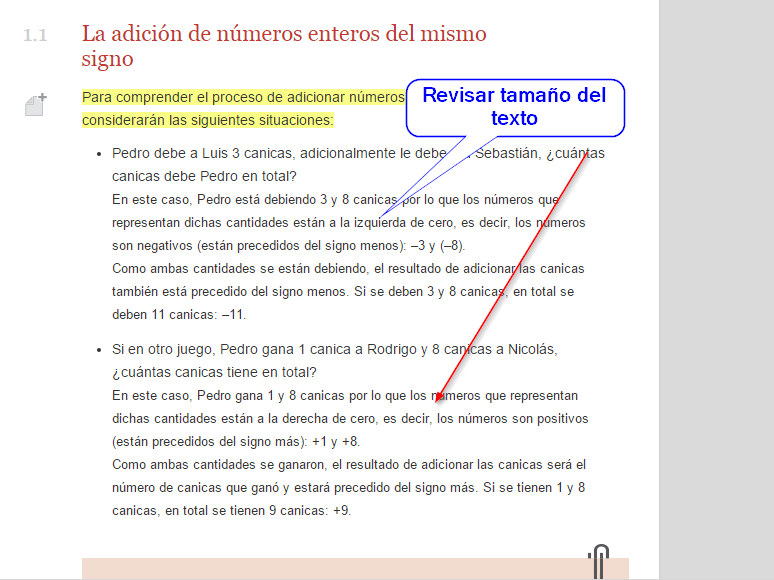 1.1 La adición de números enteros del mismo
signo
Para comprender el proceso de adicionar números
considerarán las siguientes situaciones:
Revisar tamaño del
texto
• Pedro debe a Luis 3 canicas, adicionalmente le debe Sebastián, ¿cuántas
canicas debe Pedro en total?
En este caso, Pedro está debiendo 3 y 8 canicas por lo que los números que
representan dichas cantidades están a la izquierda de cero, es decir, los números
son negativos (están precedidos del signo menos): –3 y (–8).
Como ambas cantidades se están debiendo, el resultado de adicionar las canicas
también está precedido del signo menos. Si se deben 3 y 8 canicas, en total se
deben 11 canicas: –11.
• Si en otro juego, Pedro gana 1 canica a Rodrigo y 8 canicas a Nicolás,
¿cuántas canicas tiene en total?
En este caso, Pedro gana 1 y 8 canicas por lo que los números que representan
dichas cantidades están a la derecha de cero, es decir, los números son positivos
(están precedidos del signo más): +1 y +8.
Como ambas cantidades se ganaron, el resultado de adicionar las canicas será el
número de canicas que ganó y estará precedido del signo más. Si se tienen 1 y 8
canicas, en total se tienen 9 canicas: +9.